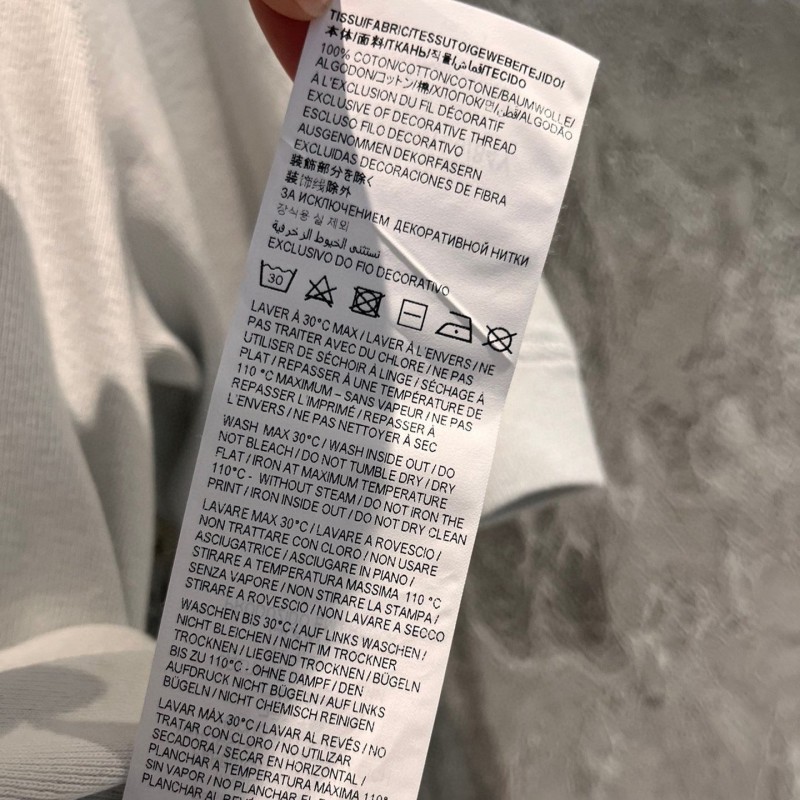 TISSU/FABRIC/TESSUTO/GEWEBE/TEJIDO/
本体/面料/ТКАНЬ/직물/قماش/TECIDO
100% COTON/COTTON/COTONE/BAUMWOLLE/
ALGODON/コットン/棉/ХЛОПОК/면/قطن/ALGODÃO
A L'EXCLUSION DU FIL DÉCORATIF
EXCLUSIVE OF DECORATIVE THREAD
ESCLUSO FILO DECORATIVO
AUSGENOMMEN DEKORFASERN
EXCLUIDAS DECORACIONES DE FIBRA
装飾部分を除く
装饰线除外
ЗА ИСКЛЮЧЕНИЕМ ДЕКОРАТИВНОЙ НИТКИ
장식용 실 제외
تستثنى الخيوط الزخرفية
EXCLUSIVO DO FIO DECORATIVO
30
LAVER À 30°C MAX / LAVER À L'ENVERS / NE
PAS TRAITER AVEC DU CHLORE / NE PAS
UTILISER DE SÉCHOIR À LINGE / SÉCHAGE À
PLAT / REPASSER À UNE TEMPÉRATURE DE
110 °C MAXIMUM – SANS VAPEUR / NE PAS
REPASSER L'IMPRIMÉ / REPASSER À
L'ENVERS / NE PAS NETTOYER À SEC
WASH MAX 30°C / WASH INSIDE OUT / DO
NOT BLEACH / DO NOT TUMBLE DRY / DRY
FLAT / IRON AT MAXIMUM TEMPERATURE
110°C - WITHOUT STEAM / DO NOT IRON THE
PRINT / IRON INSIDE OUT / DO NOT DRY CLEAN
LAVARE MAX 30°C / LAVARE A ROVESCIO /
NON TRATTARE CON CLORO / NON USARE
ASCIUGATRICE / ASCIUGARE IN PIANO /
STIRARE A TEMPERATURA MASSIMA 110 °C
SENZA VAPORE / NON STIRARE LA STAMPA /
STIRARE A ROVESCIO / NON LAVARE A SECCO
WASCHEN BIS 30°C / AUF LINKS WASCHEN /
NICHT BLEICHEN / NICHT IM TROCKNER
TROCKNEN / LIEGEND TROCKNEN / BÜGELN
BIS ZU 110°C - OHNE DAMPF / DEN
AUFDRUCK NICHT BÜGELN / AUF LINKS
BÜGELN / NICHT CHEMISCH REINIGEN
LAVAR MÁX 30°C / LAVAR AL REVÉS / NO
TRATAR CON CLORO / NO UTILIZAR
SECADORA / SECAR EN HORIZONTAL /
PLANCHAR A TEMPERATURA MÁXIMA 110°
SIN VAPOR / NO PLANCHAR EL
PLANCHAR AL